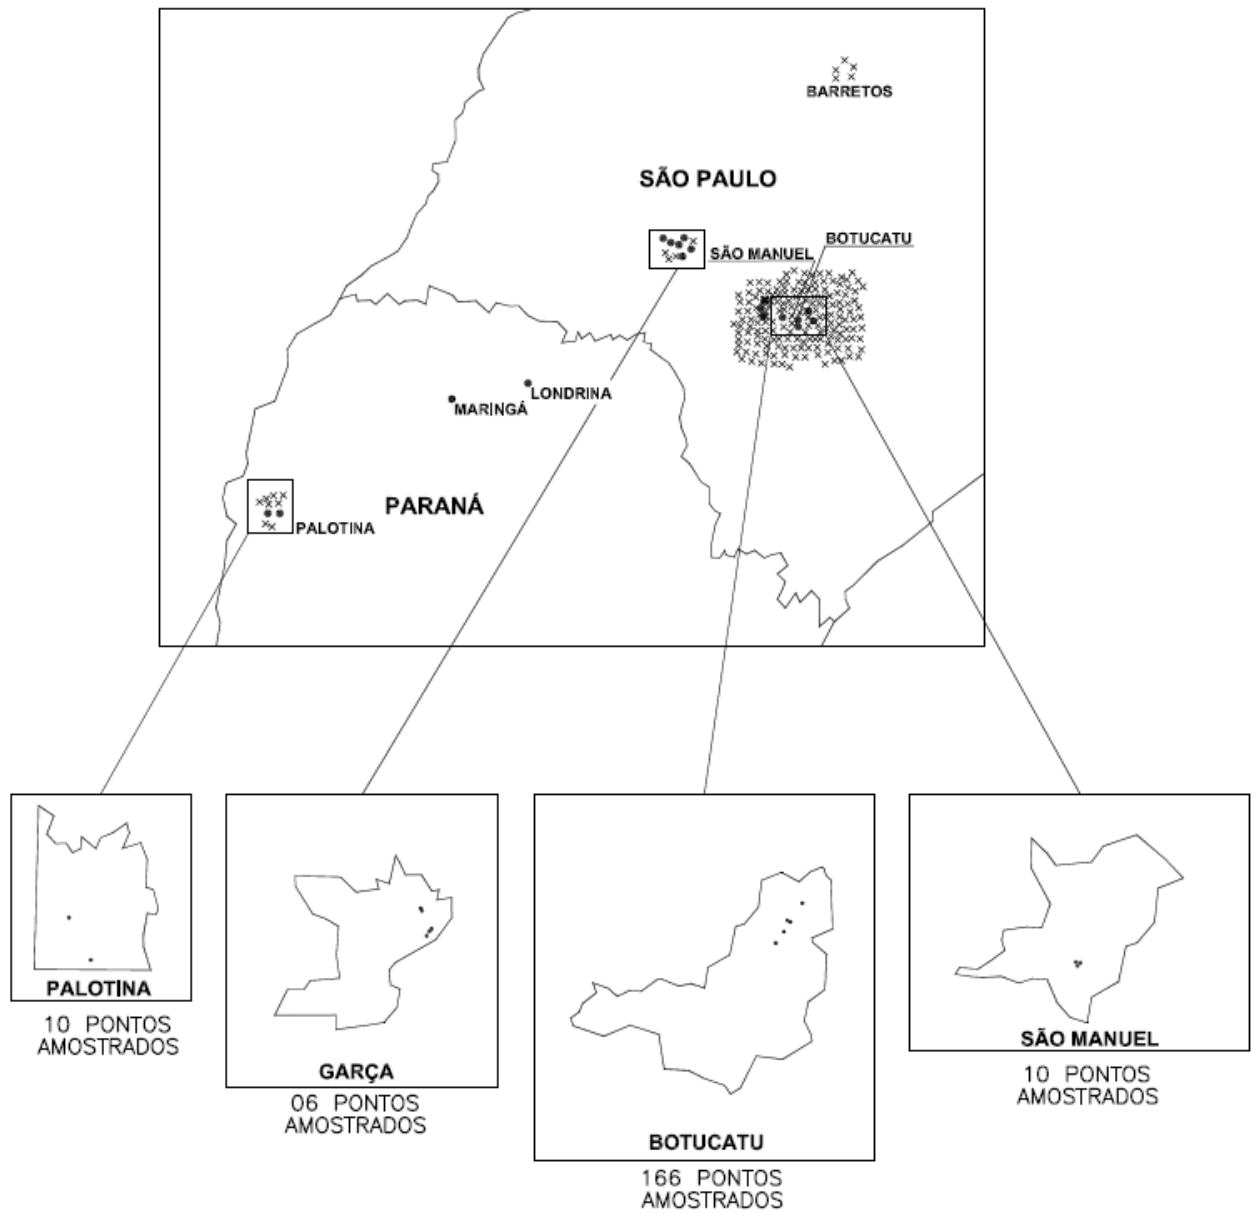 BARRETOS
SÃO PAULO
BOTUCATU
SÃO MANUEL
LONDRINA
MARINGÁ
PARANÁ
PALOTINA
PALOTINA
10 PONTOS
AMOSTRADOS
GARÇA
06 PONTOS
AMOSTRADOS
BOTUCATU
166 PONTOS
AMOSTRADOS
SÃO MANUEL
10 PONTOS
AMOSTRADOS